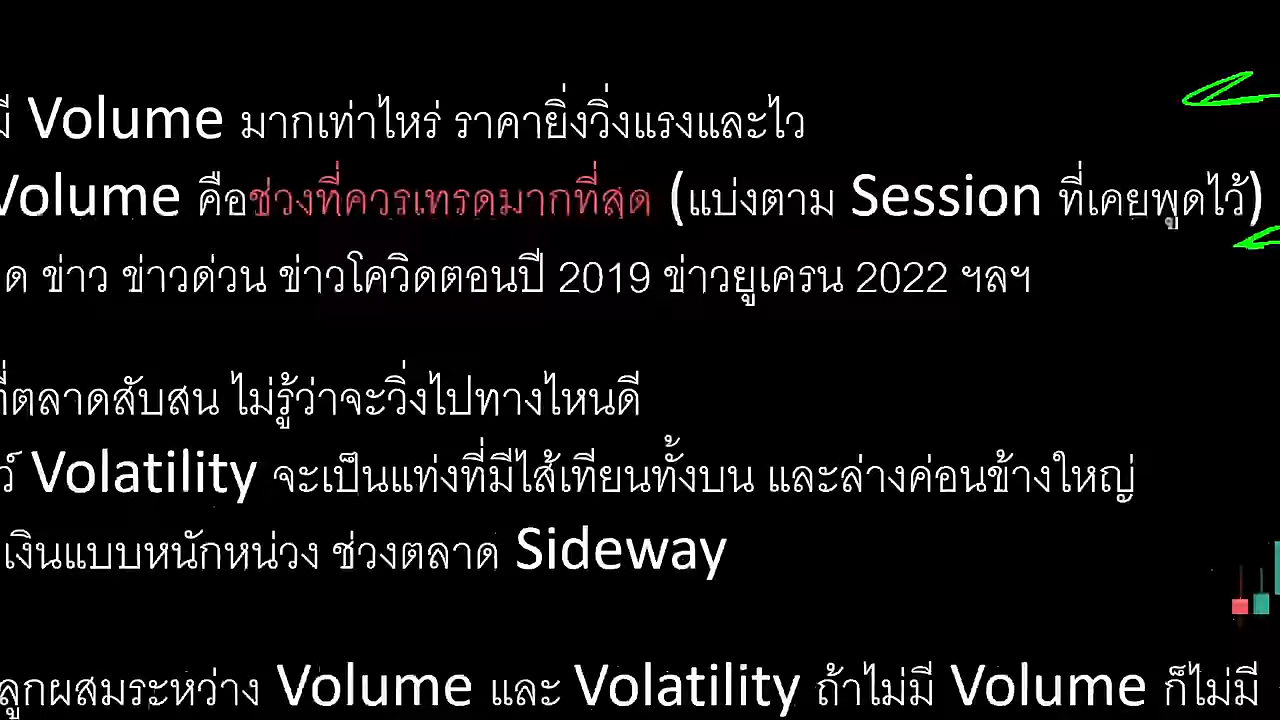 มี Volume มากเท่าไหร่ ราคายิ่งวิ่งแรงและไว
Volume คือช่วงที่ควรเทรดมากที่สุด (แบ่งตาม Session ที่เคยพูดไว้)
ด ข่าว ข่าวด่วน ข่าวโควิดตอนปี 2019 ข่าวยูเครน 2022 ฯลฯ
ที่ตลาดสับสน ไม่รู้ว่าจะวิ่งไปทางไหนดี
Volatility จะเป็นแท่งที่มีไส้เทียนทั้งบน และล่างค่อนข้างใหญ่
เงินแบบหนักหน่วง ช่วงตลาด Sideway
ลูกผสมระหว่าง Volume และ Volatility ถ้าไม่มี Volume ก็ไม่มี